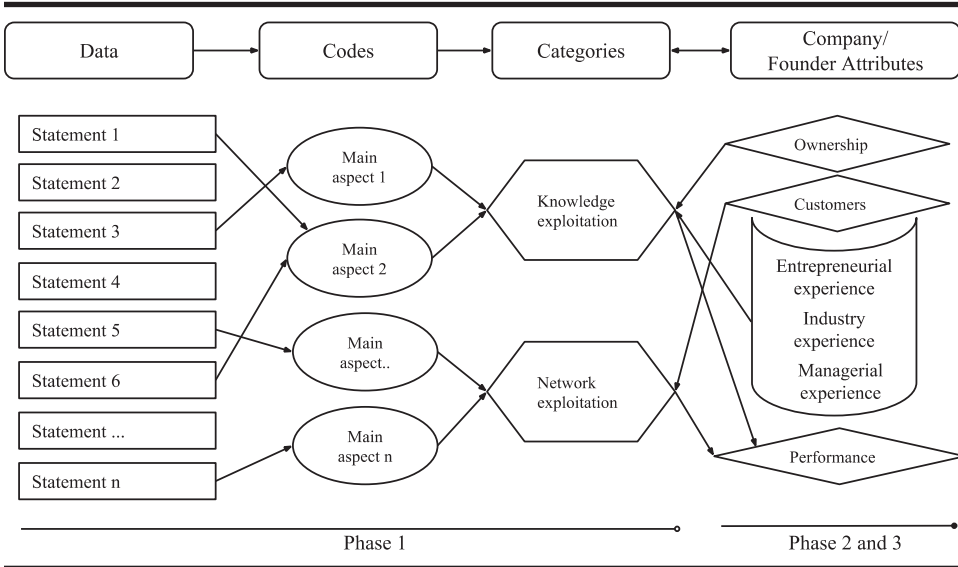 Data
Codes
Categories
Company/
Founder Attributes
Statement 1
Statement 2
Statement 3
Statement 4
Statement 5
Statement 6
Statement ...
Statement n
Main
aspect 1
Main
aspect 2
Main
aspect..
Main
aspect n
Knowledge
exploitation
Network
exploitation
Ownership
Customers
Entrepreneurial
experience
Industry
experience
Managerial
experience
Performance
Phase 1
Phase 2 and 3